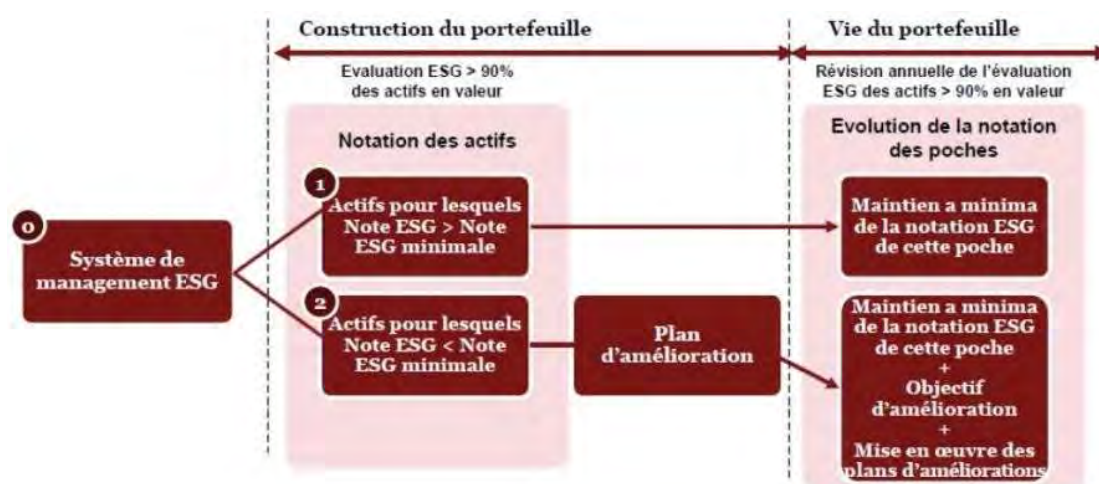 Construction du portefeuille
Vie du portefeuille
Evaluation ESG > 90%
des actifs en valeur
Révision annuelle de l'évaluation
ESG des actifs > 90% en valeur
Notation des actifs
Evolution de la notation
des poches
0
Système de
management ESG
1
Actifs pour lesquels
Note ESG > Note
ESG minimale
Maintien a minima
de la notation ESG
de cette poche
2
Actifs pour lesquels
Note ESG < Note
ESG minimale
Plan
d'amélioration
Maintien a minima
de la notation ESG
de cette poche
+
Objectif
d'amélioration
+
Mise en œuvre des
plans d'améliorations